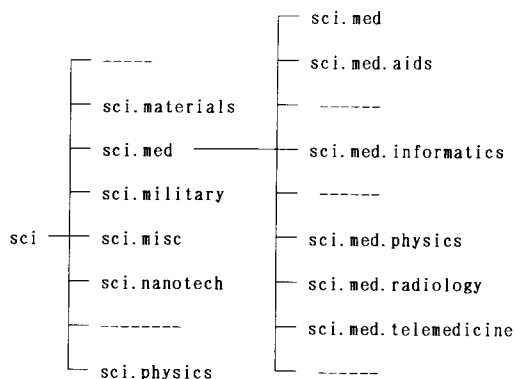 sci
-----
sci.materials
sci.med
sci.military
sci.misc
sci.nanotech
--------
sci.physics
sci.med
sci.med.aids
------
sci.med.informatics
------
sci.med.physics
sci.med.radiology
sci.med.telemedicine
------